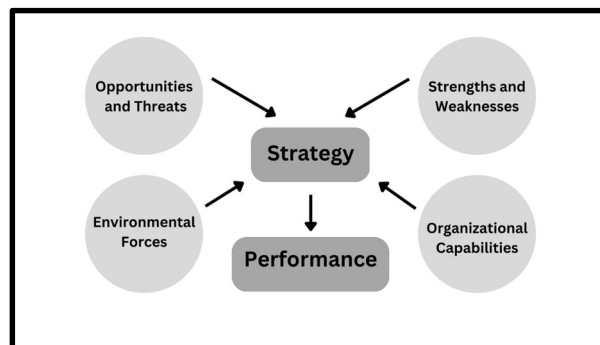 Opportunities
and Threats
Strengths and
Weaknesses
Strategy
Environmental
Forces
Organizational
Capabilities
Performance